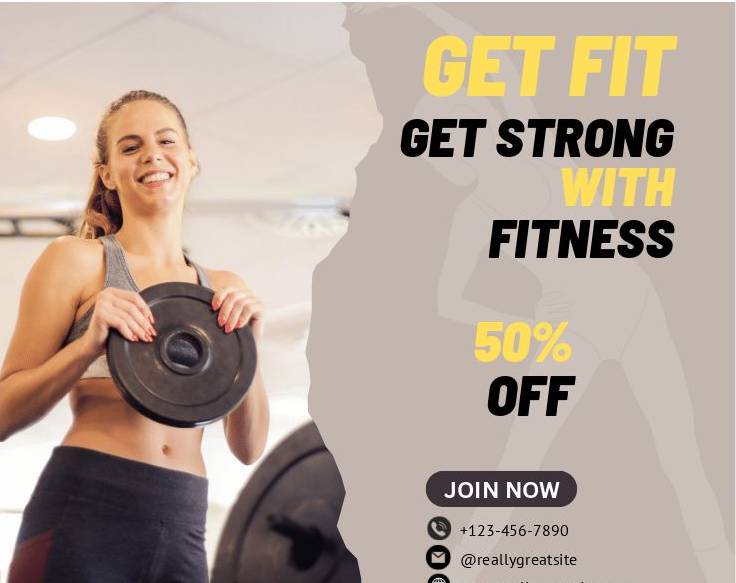 GET FIT
GET STRONG
WITH
FITNESS
50%
OFF
JOIN NOW
+123-456-7890
@reallygreatsite